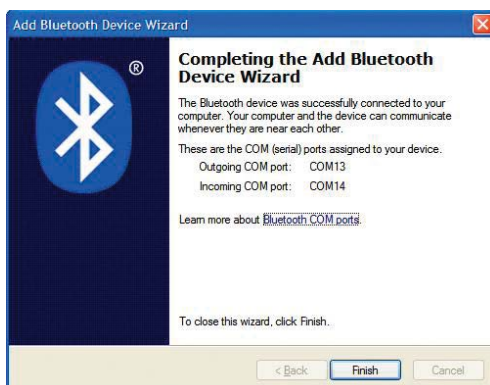 Add Bluetooth Device Wizard
®
Completing the Add Bluetooth
Device Wizard
The Bluetooth device was successfully connected to your
computer. Your computer and the device can communicate
whenever they are near each other.
These are the COM (serial) ports assigned to your device.
Outgoing COM port: COM13
Incoming COM port: COM14
Learn more about Bluetooth COM ports.
To close this wizard, click Finish.
< Back Finish Cancel